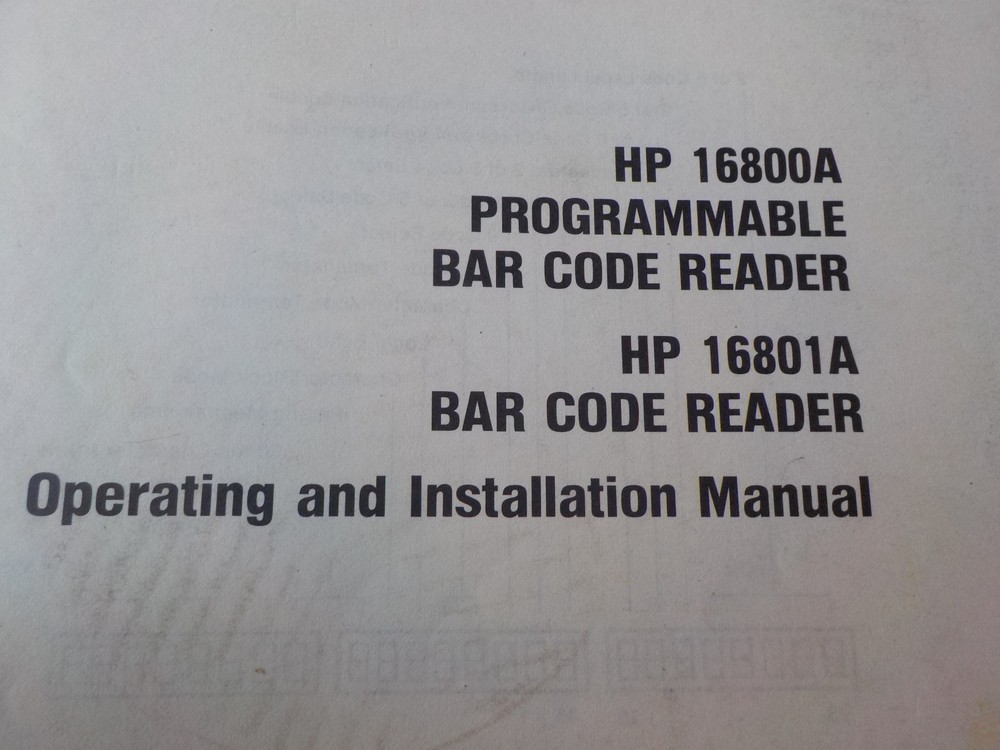 HP 16800A
PROGRAMMABLE
BAR CODE READER
HP 16801A
BAR CODE READER
Operating and Installation Manual